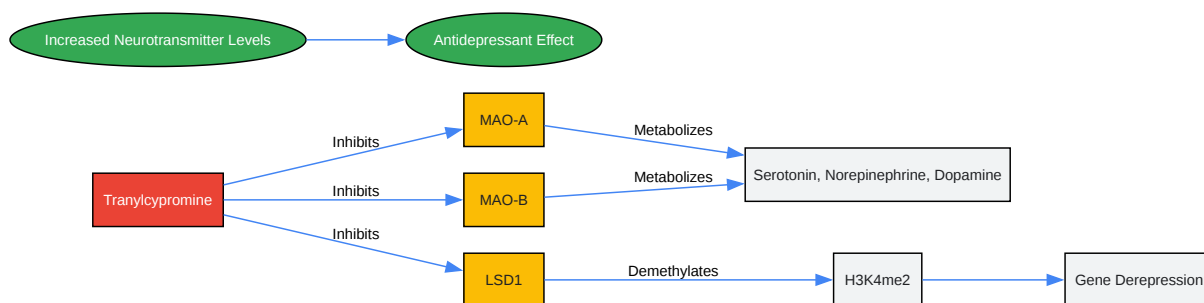 Increased Neurotransmitter Levels
Antidepressant Effect
MAO-A
Inhibits
Metabolizes
Tranylcypromine
Inhibits
MAO-B
Metabolizes
Serotonin, Norepinephrine, Dopamine
Inhibits
LSD1
Demethylates
H3K4me2
Gene Derepression